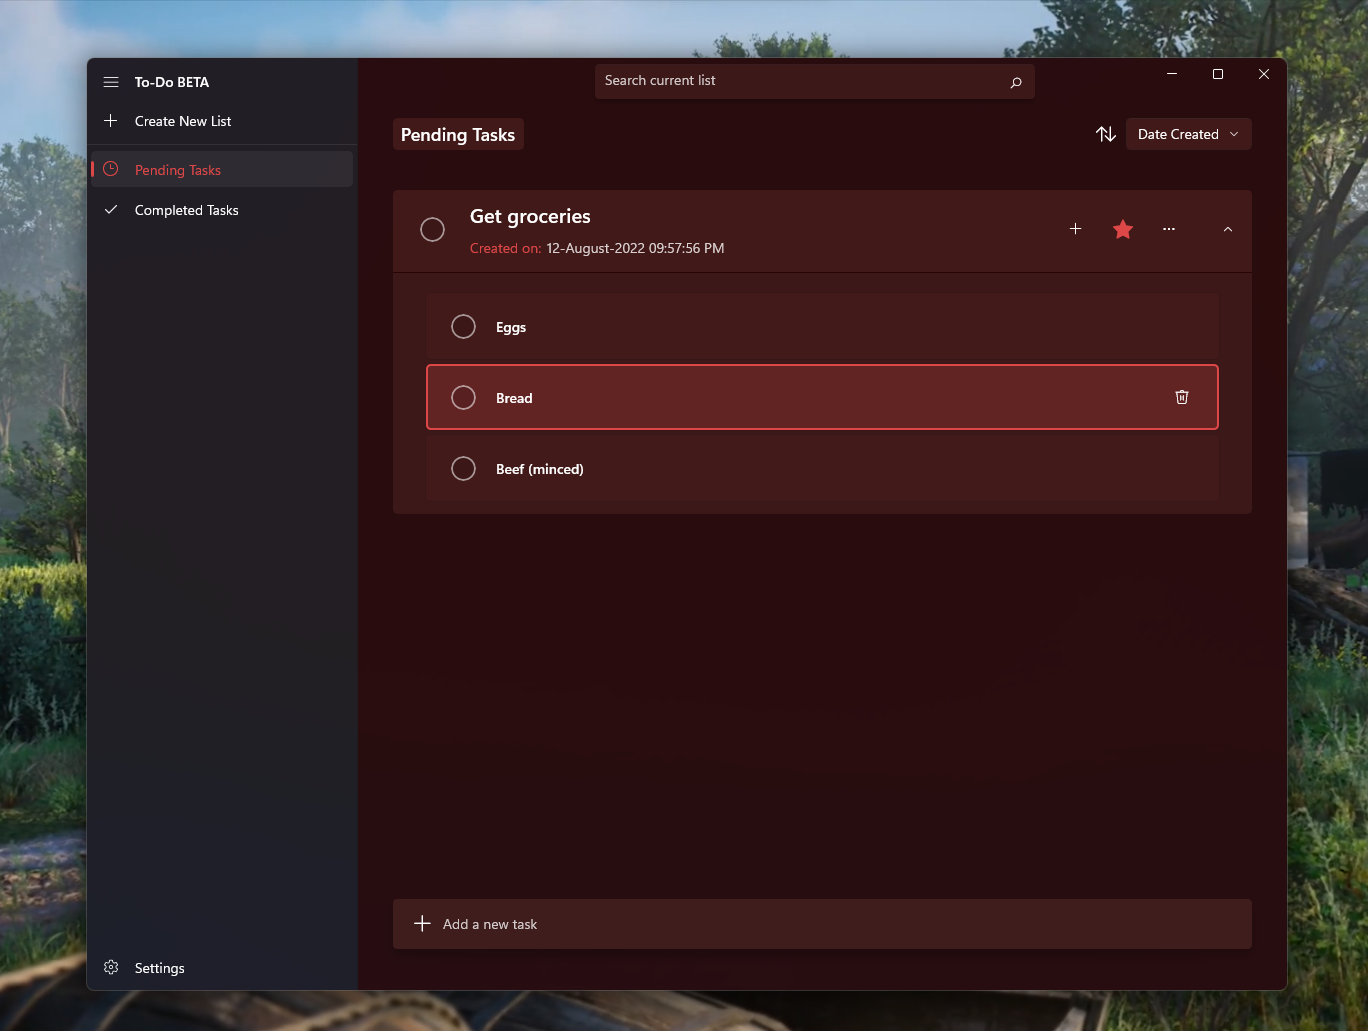 To-Do BETA
Create New List
Pending Tasks
Completed Tasks
Settings
Search current list
Pending Tasks
Date Created
Get groceries
Created on: 12-August-2022 09:57:56 PM
Eggs
Bread
Beef (minced)
Add a new task